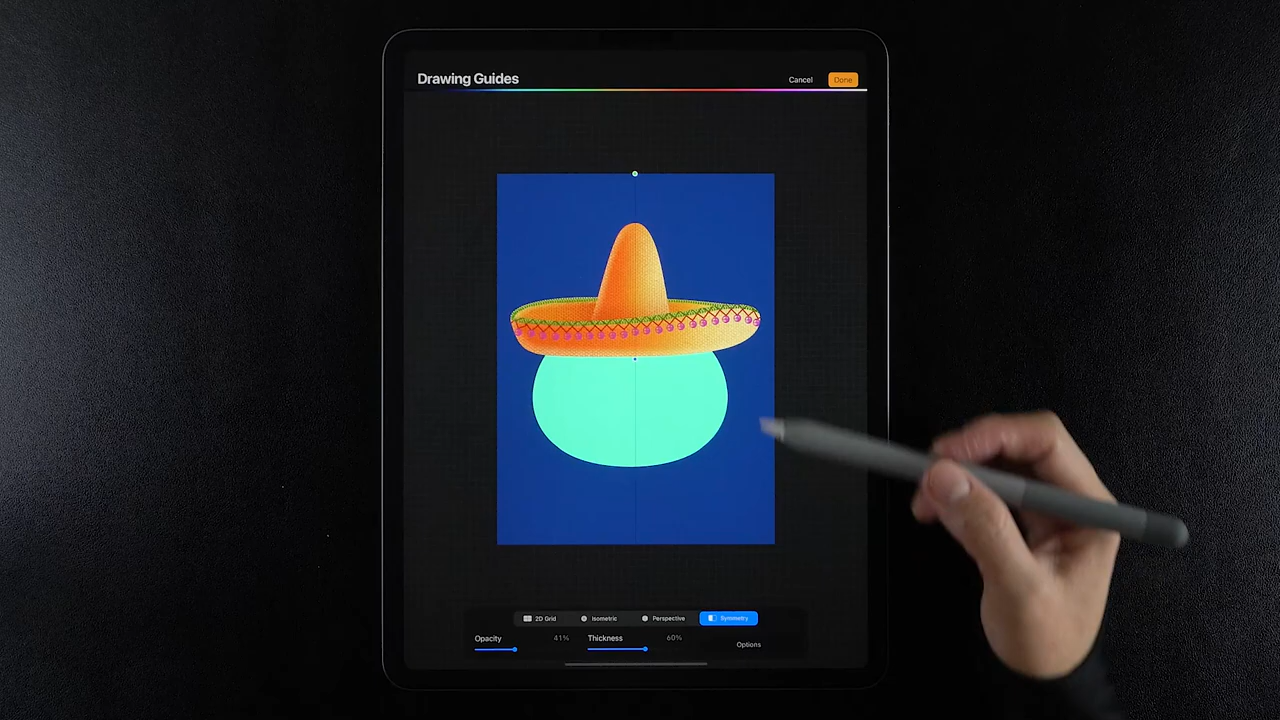 Drawing Guides
Cancel
Done
2D Grid
Isometric
Perspective
Symmetry
Opacity
41%
Thickness
60%
Options